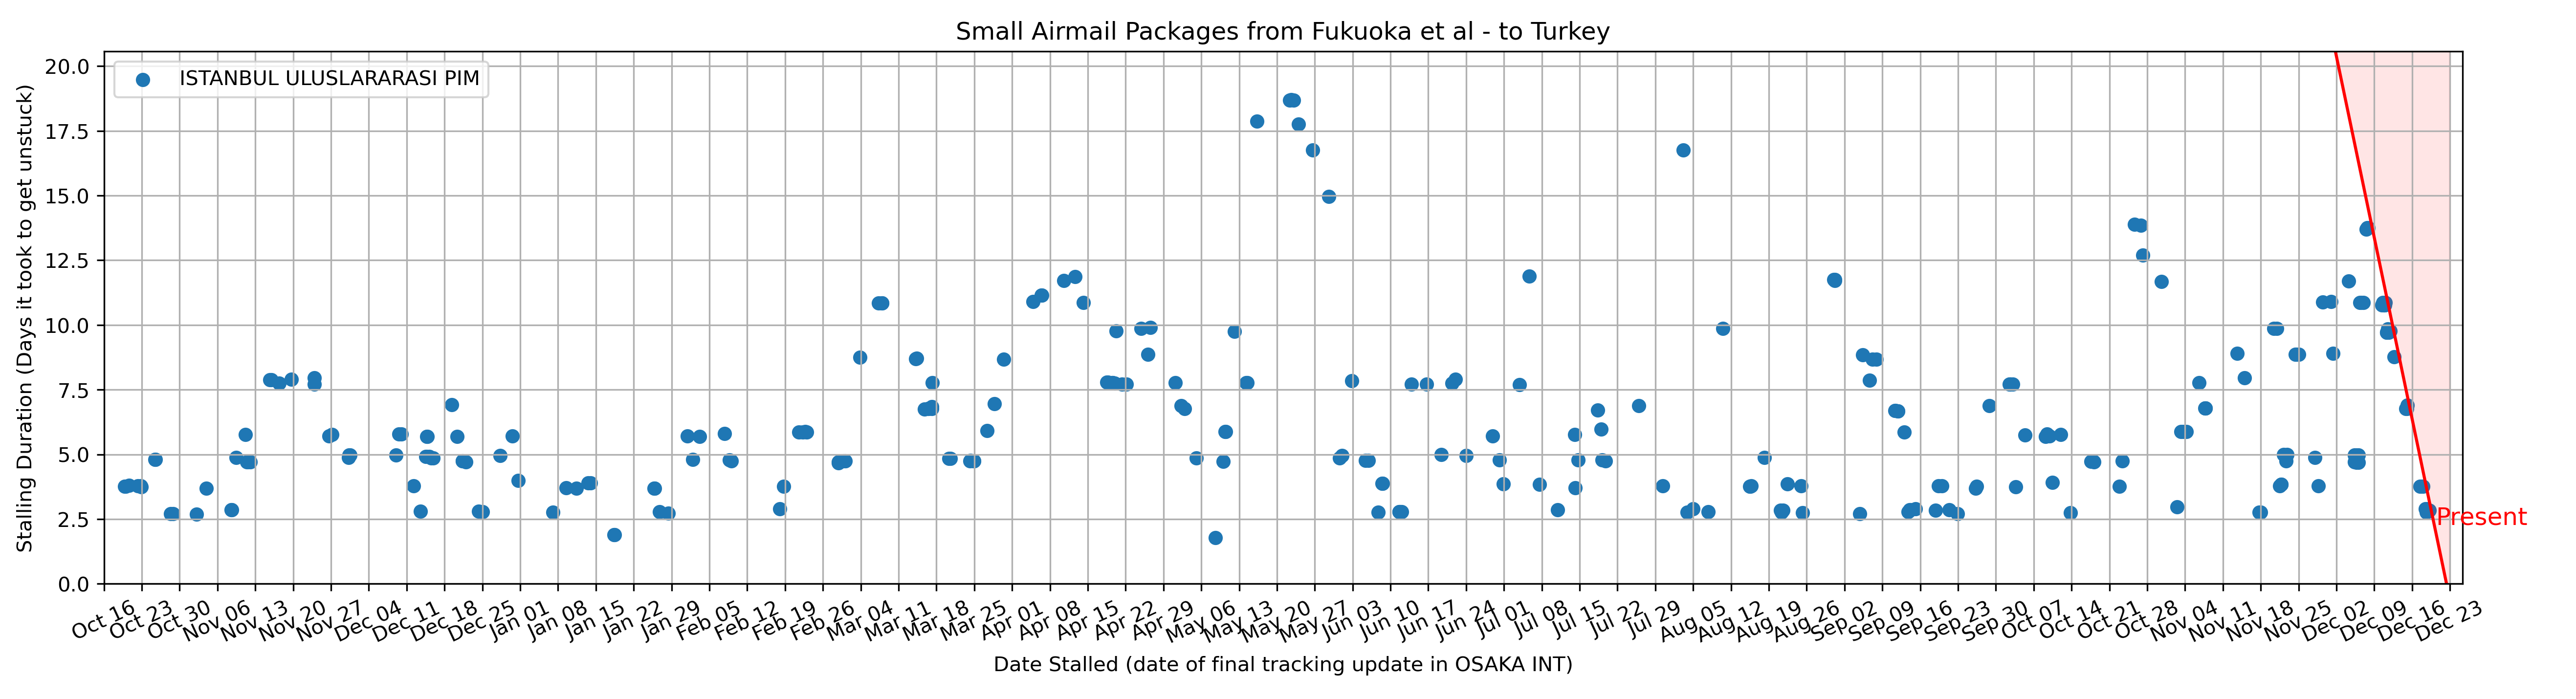 Small Airmail Packages from Fukuoka et al - to Turkey
ISTANBUL ULUSLARARASI PIM
Stalling Duration (Days it took to get unstuck)
20.0
17.5
15.0
12.5
10.0
7.5
5.0
2.5
0.0
Present
Oct 16
Oct 23
Oct 30
Nov 06
Nov 13
Nov 20
Nov 27
Dec 04
Dec 11
Dec 18
Dec 25
Jan 01
Jan 08
Jan 15
Jan 22
Jan 29
Feb 05
Feb 12
Feb 19
Feb 26
Mar 04
Mar 11
Mar 18
Mar 25
Apr 01
Apr 08
Apr 15
Apr 22
Apr 29
May 06
May 13
May 20
May 27
Jun 03
Jun 10
Jun 17
Jun 24
Jul 01
Jul 08
Jul 15
Jul 22
Jul 29
Aug 05
Aug 12
Aug 19
Aug 26
Sep 02
Sep 09
Sep 16
Sep 23
Sep 30
Oct 07
Oct 14
Oct 21
Oct 28
Nov 04
Nov 11
Nov 18
Nov 25
Dec 02
Dec 09
Dec 16
Dec 23
Date Stalled (date of final tracking update in OSAKA INT)